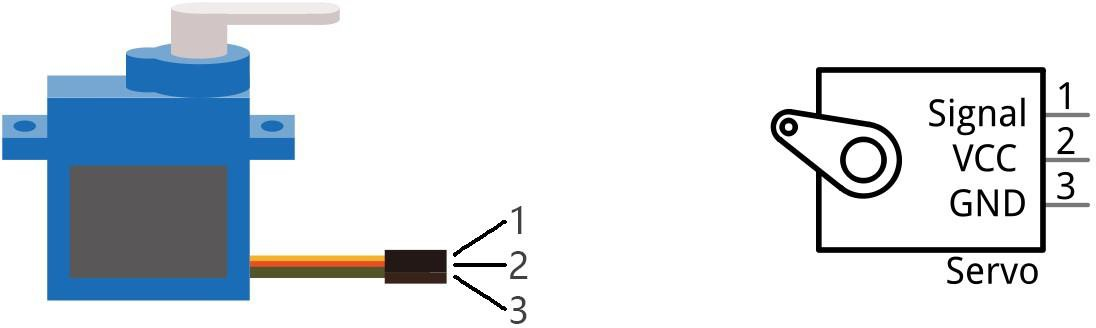 1
2
3
Signal 1
VCC 2
GND 3
Servo